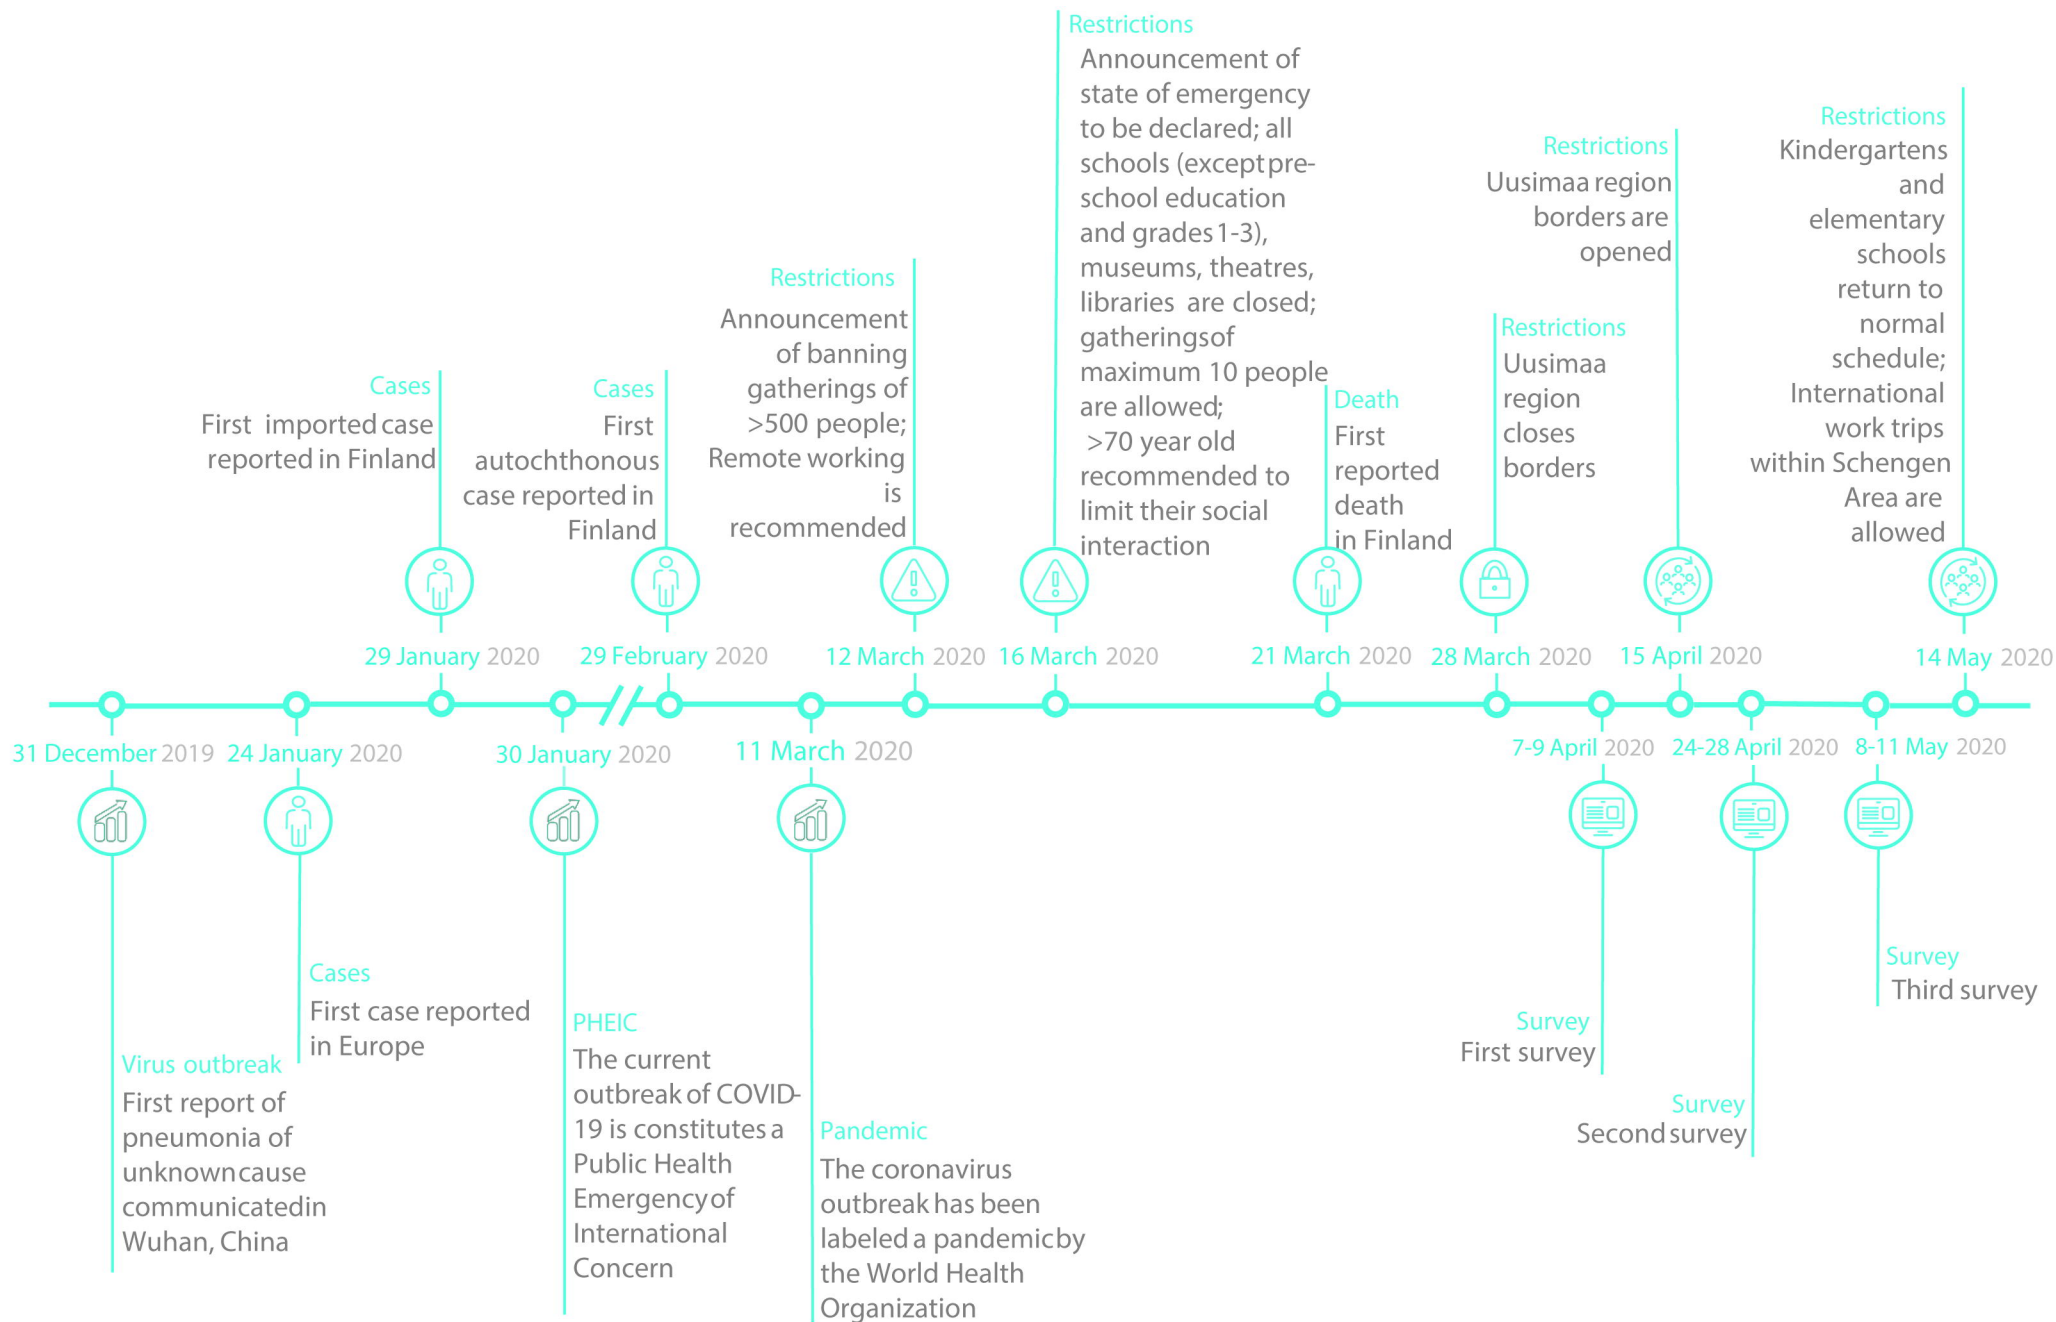 Restrictions
Announcement of
state of emergency
to be declared; all
schools (except pre-
school education
and grades 1-3),
museums, theatres,
libraries are closed;
gatherings of
maximum 10 people
are allowed;
>70 year old
recommended to
limit their social
interaction
Restrictions
Kindergartens
and
elementary
schools
return to
normal
schedule;
International
work trips
within Schengen
Area are
allowed
Restrictions
Uusimaa region
borders are
opened
Restrictions
Announcement
of banning
gatherings of
>500 people;
Remote working
is
recommended
Restrictions
Uusimaa
region
closes
borders
Cases
First imported case
reported in Finland
Cases
First
autochthonous
case reported in
Finland
Death
First
reported
death
in Finland
29 January 2020
29 February 2020
12 March 2020
16 March 2020
21 March 2020
28 March 2020
15 April 2020
14 May 2020
31 December 2019
24 January 2020
30 January 2020
11 March 2020
7-9 April 2020
24-28 April 2020
8-11 May 2020
Virus outbreak
First report of
pneumonia of
unknown cause
communicated in
Wuhan, China
Cases
First case reported
in Europe
PHEIC
The current
outbreak of COVID-
19 is constitutes a
Public Health
Emergency of
International
Concern
Pandemic
The coronavirus
outbreak has been
labeled a pandemic by
the World Health
Organization
Survey
First survey
Survey
Second survey
Survey
Third survey